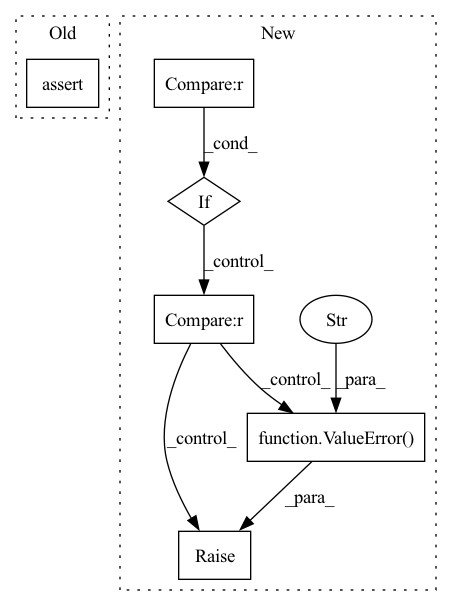 Old
New
assert
Compare:r
_cond_
If
_control_
Compare:r
Str
_control_
_para_
_control_
function.ValueError()
_para_
Raise